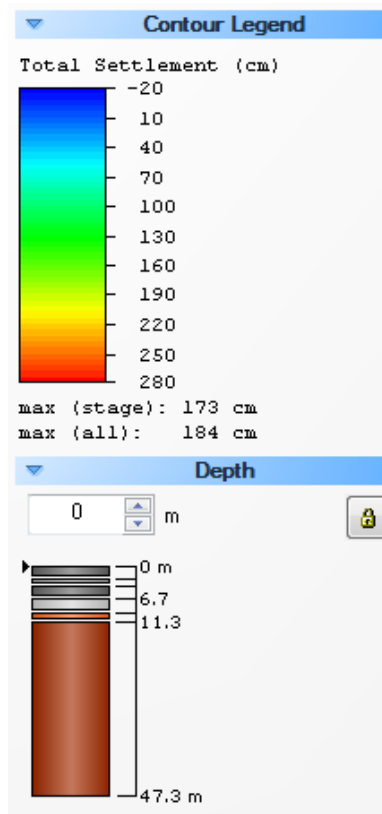 Contour Legend
Total Settlement (cm)
-20
10
40
70
100
130
160
190
220
250
280
max (stage): 173 cm
max (all): 184 cm
Depth
0 m
0 m
6.7
11.3
47.3 m